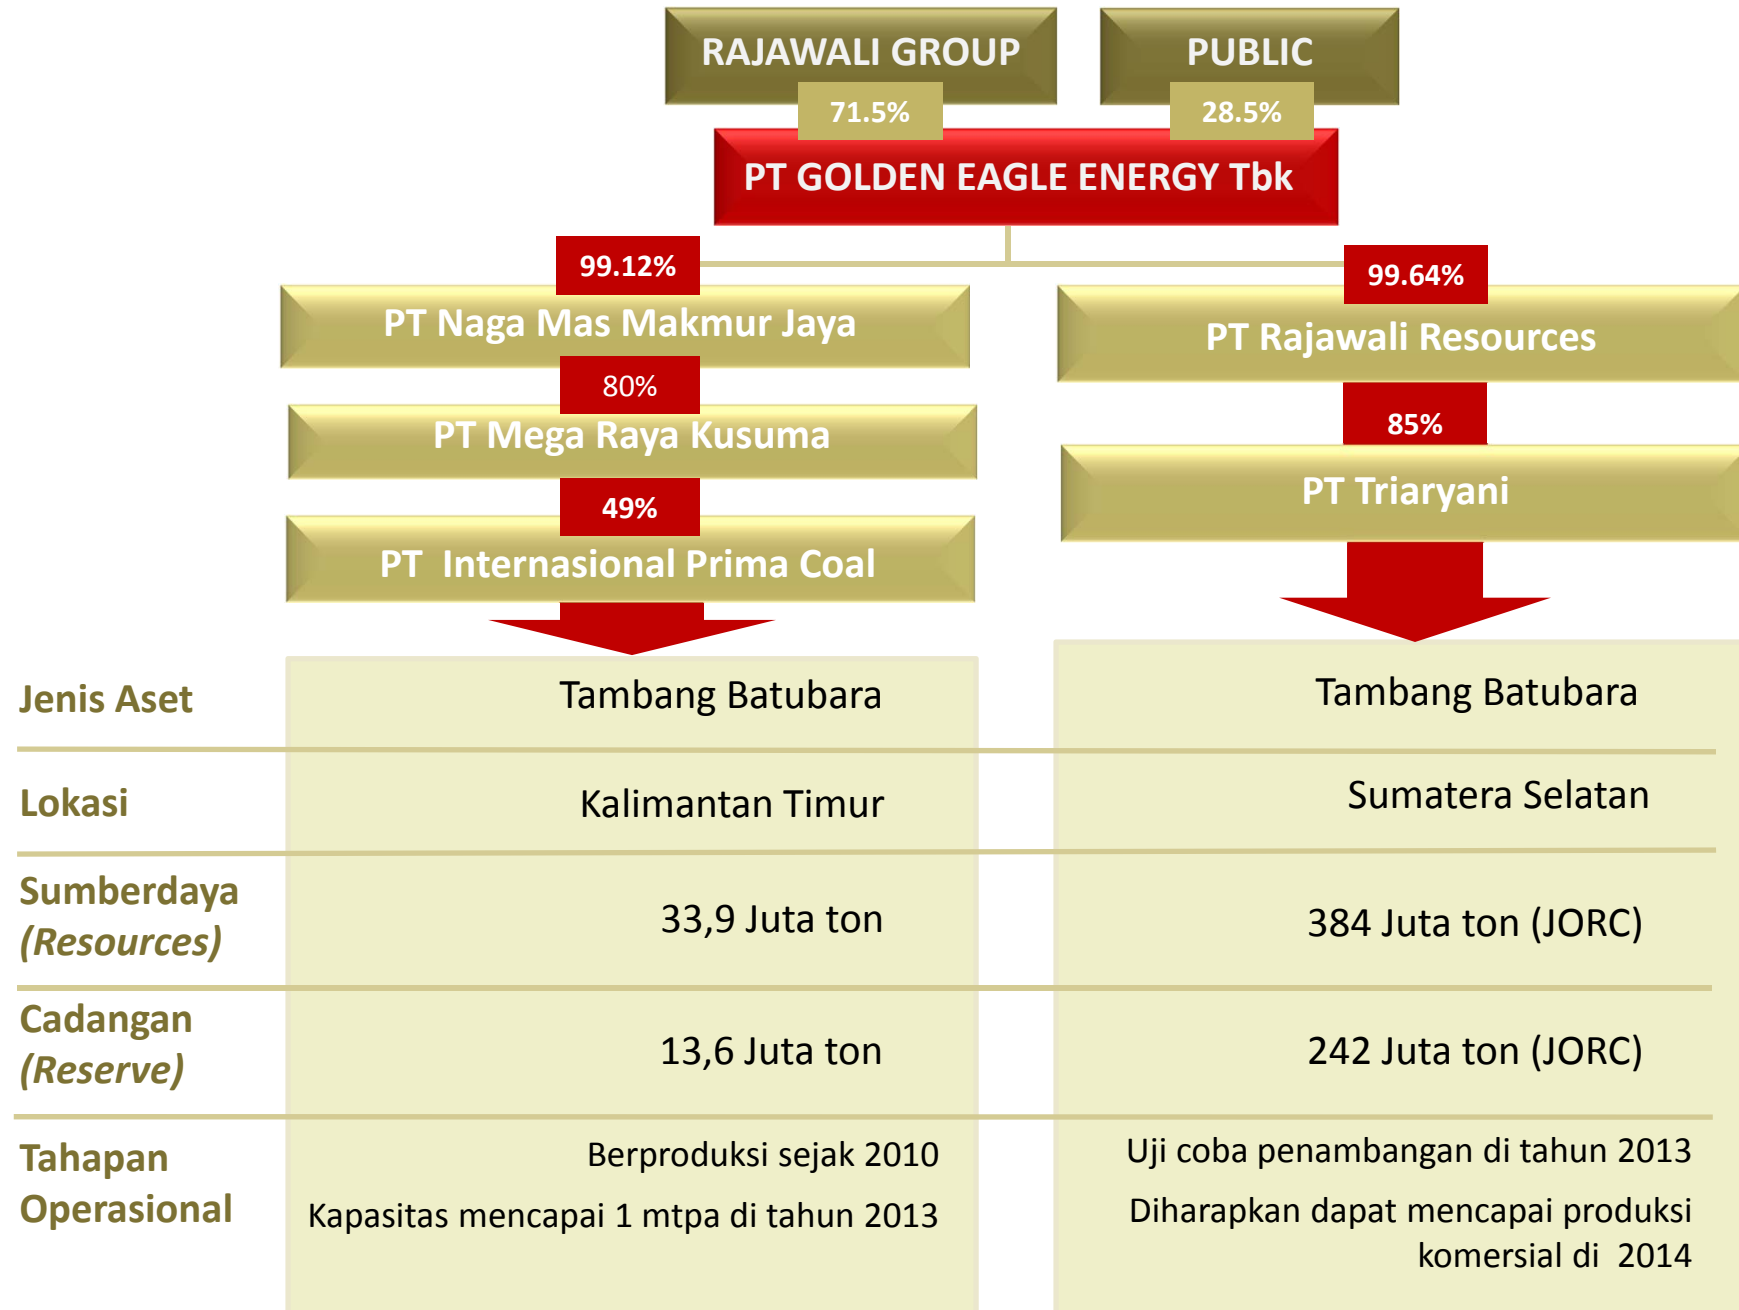 RAJAWALI GROUP
PUBLIC
71.5%
28.5%
PT GOLDEN EAGLE ENERGY Tbk
99.12%
99.64%
PT Naga Mas Makmur Jaya
PT Rajawali Resources
80%
85%
PT Mega Raya Kusuma
PT Triaryani
49%
PT Internasional Prima Coal
Jenis Aset
Tambang Batubara
Tambang Batubara
Lokasi
Kalimantan Timur
Sumatera Selatan
Sumberdaya
(Resources)
33,9 Juta ton
384 Juta ton (JORC)
Cadangan
(Reserve)
13,6 Juta ton
242 Juta ton (JORC)
Tahapan
Operasional
Berproduksi sejak 2010
Kapasitas mencapai 1 mtpa di tahun 2013
Uji coba penambangan di tahun 2013
Diharapkan dapat mencapai produksi
komersial di 2014